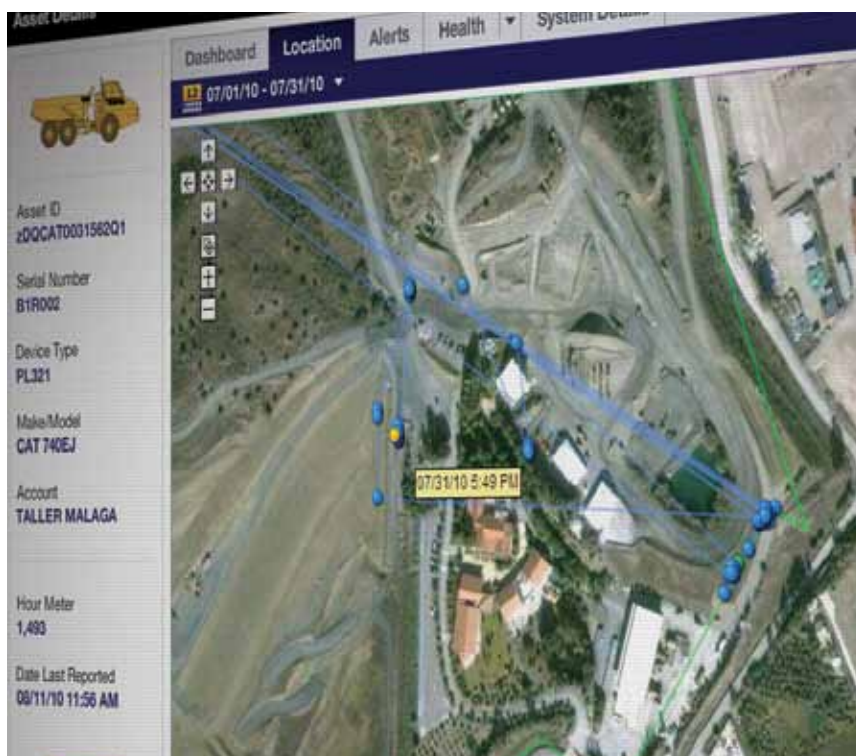 Asset Details
Dashboard
Location
Alerts
Health
System Details
12
07/01/10 - 07/31/10
Asset ID
zDQCAT0031562Q1
Serial Number
B1R002
Device Type
PL321
Make/Model
CAT 740EJ
Account
TALLER MALAGA
Hour Meter
1,493
Date Last Reported
08/11/10 11:56 AM
07/31/10 5:49 PM